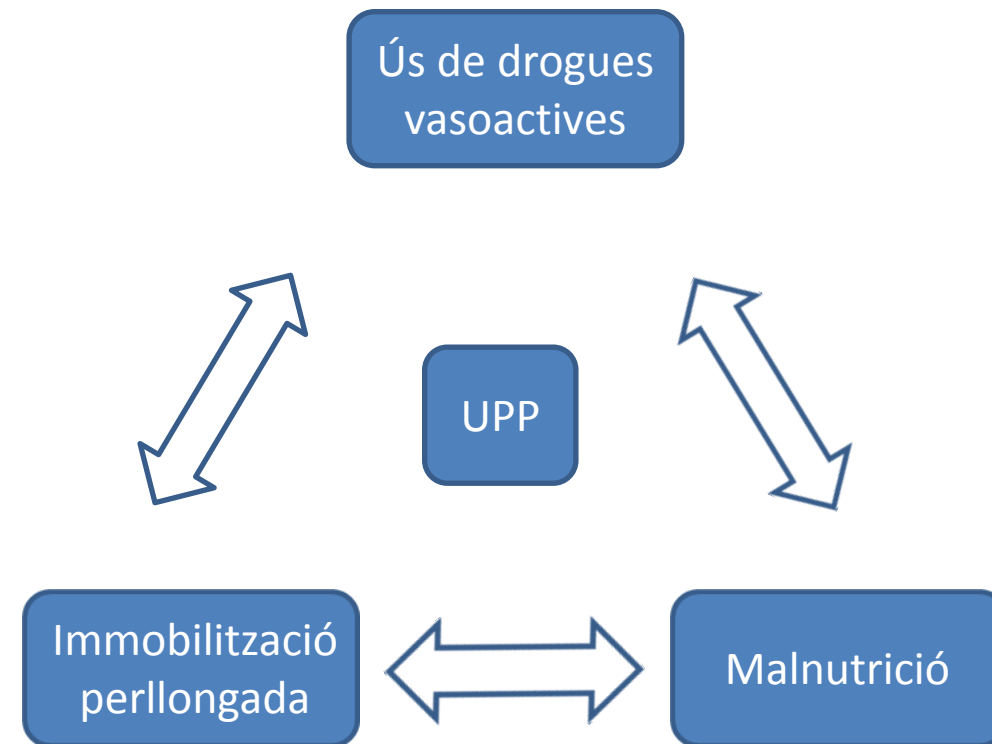 Ús de drogues
vasoactives
UPP
Immobilització
perllongada
Malnutrició